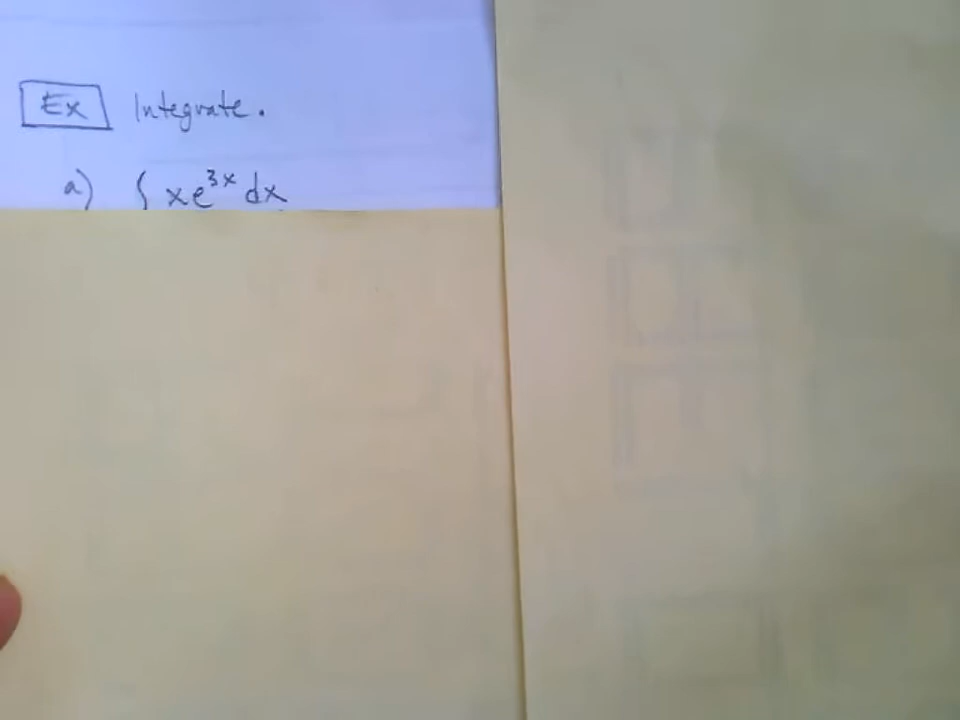 Ex Integrate.
a) ∫ xe^{3x} dx